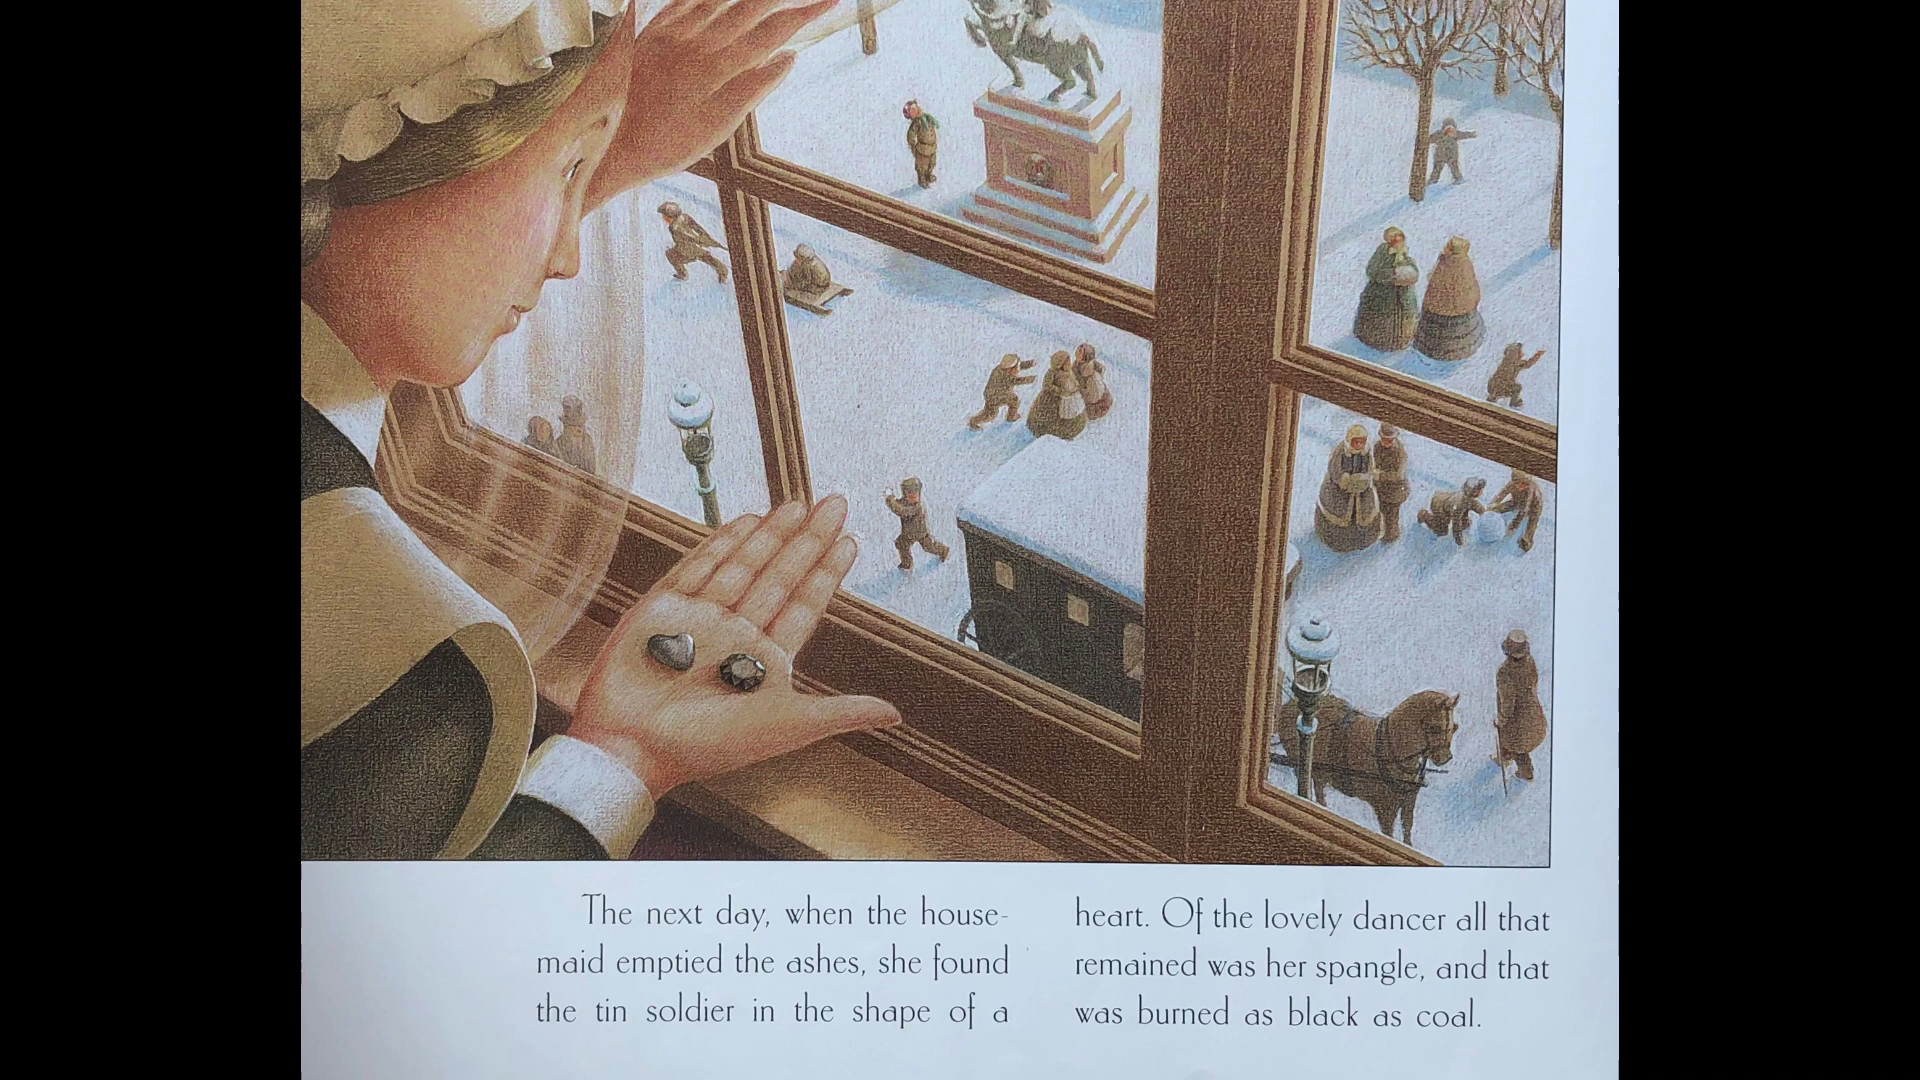 The next day, when the house-
maid emptied the ashes, she found
the tin soldier in the shape of a
heart. Of the lovely dancer all that
remained was her spangle, and that
was burned as black as coal.